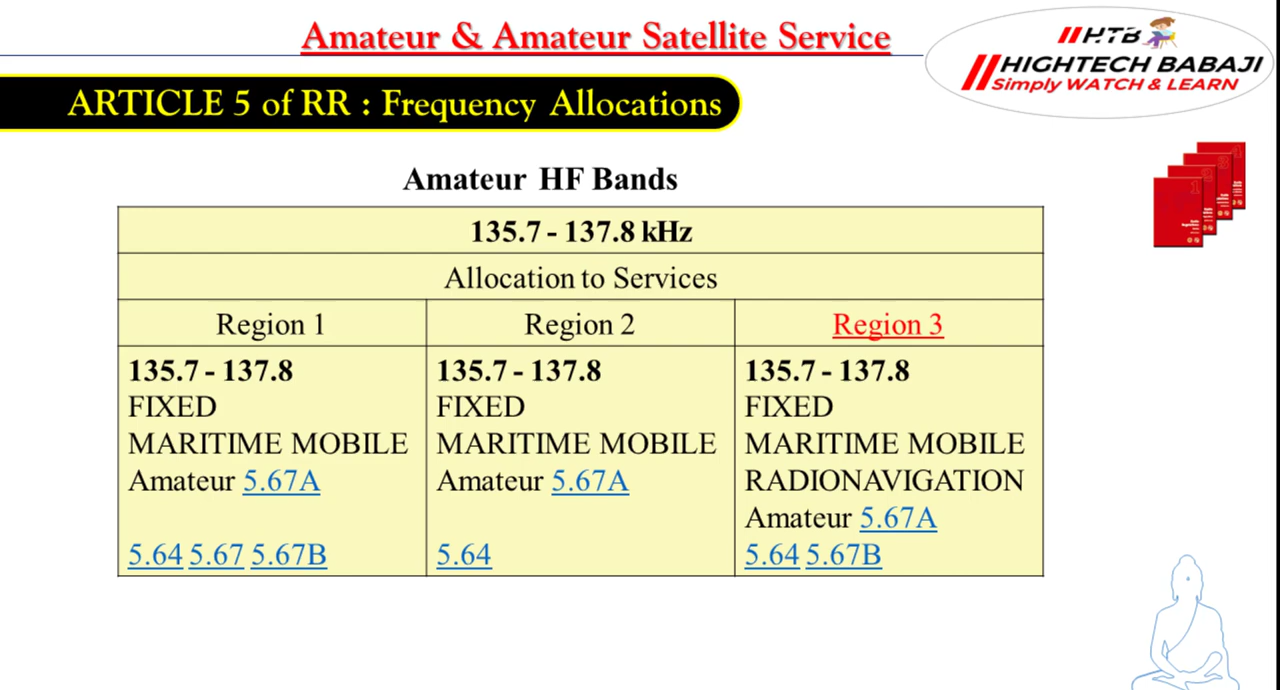 Amateur & Amateur Satellite Service
HTB
HIGHTECH BABAJI
Simply WATCH & LEARN
ARTICLE 5 of RR : Frequency Allocations
Amateur HF Bands
135.7 - 137.8 kHz
Allocation to Services
Region 1 Region 2 Region 3
135.7 - 137.8 135.7 - 137.8 135.7 - 137.8
FIXED FIXED FIXED
MARITIME MOBILE MARITIME MOBILE MARITIME MOBILE
Amateur 5.67A Amateur 5.67A RADIONAVIGATION
Amateur 5.67A
5.64 5.67 5.67B 5.64 5.64 5.67B